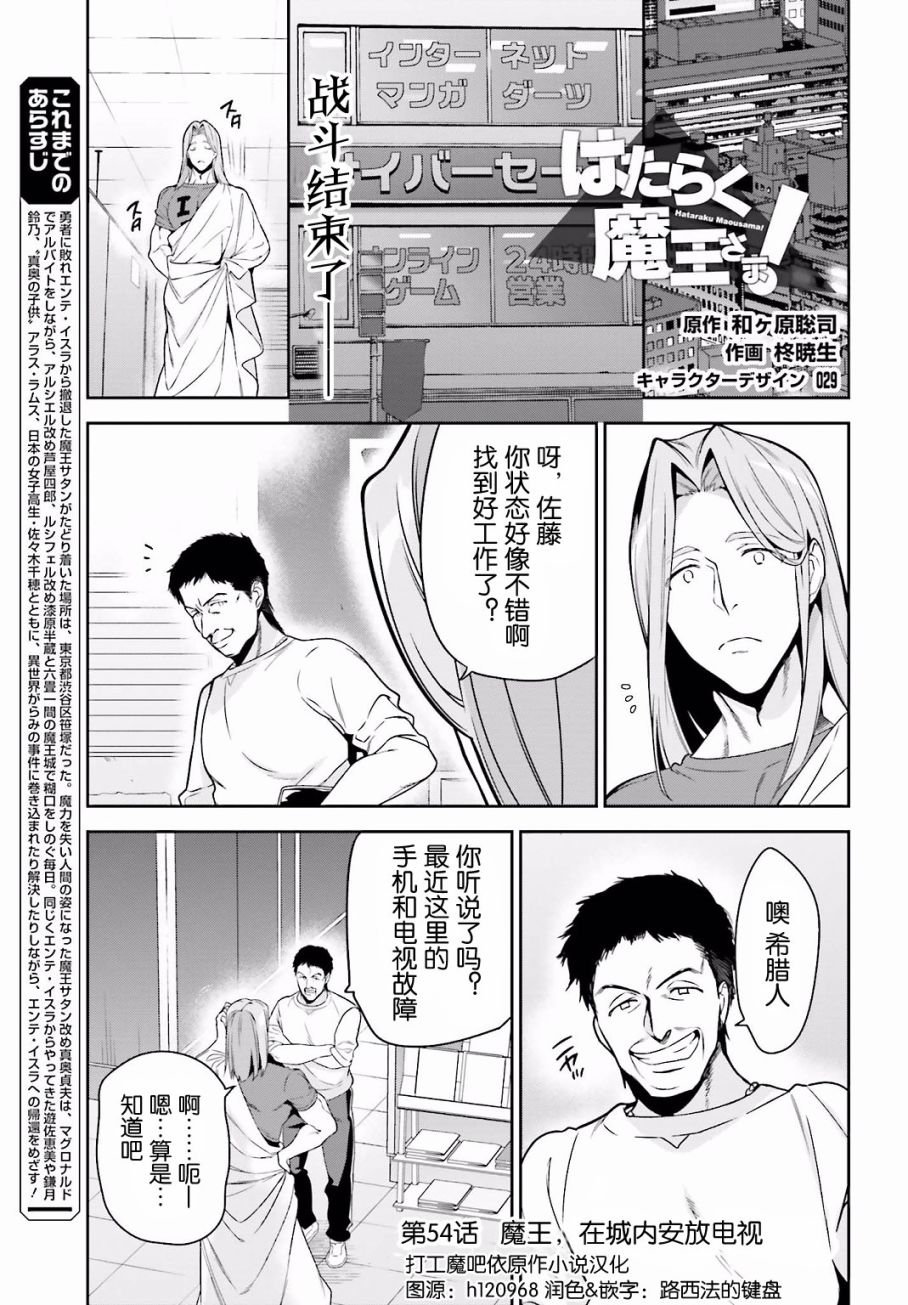 はたらく
魔王さま！
Hataraku Maousama!
原作 和ヶ原聡司
作画 柊暁生
キャラクターデザイン 029
インターネット
マンガ ダーツ
イバーセー
ンライン
ゲーム
24時間
営業
战斗结束了——
スタ
スタ
I
呀，佐藤
你状态好像不错啊
找到好工作了？
噢 希腊人
你听说了吗？
最近这里的
手机和电视故障
啊……呃—
嗯…算是…
知道吧
第54话 魔王，在城内安放电视
打工魔吧依原作小说汉化
图源：h120968 润色&嵌字：路西法的键盘
これまでの
あらすじ
勇者に敗れエンテ・イスラから撤退した魔王サタンがたどり着いた場所は、東京都渋谷区笹塚だった。魔力を失い人間の姿になった魔王サタン改め真奥貞夫は、マグロナルド
でアルバイトをしながら、アルシエル改め芦屋四郎、ルシフェル改め漆原半蔵と六畳一間の魔王城で糊口をしのぐ毎日。同じくエンテ・イスラからやってきた遊佐恵美や鎌月
鈴乃、〝真奥の子供〟アラス・ラムス、日本の女子高生・佐々木千穂とともに、異世界がらみの事件に巻き込まれたり解決したりしながら、エンテ・イスラへの帰還をめざす！